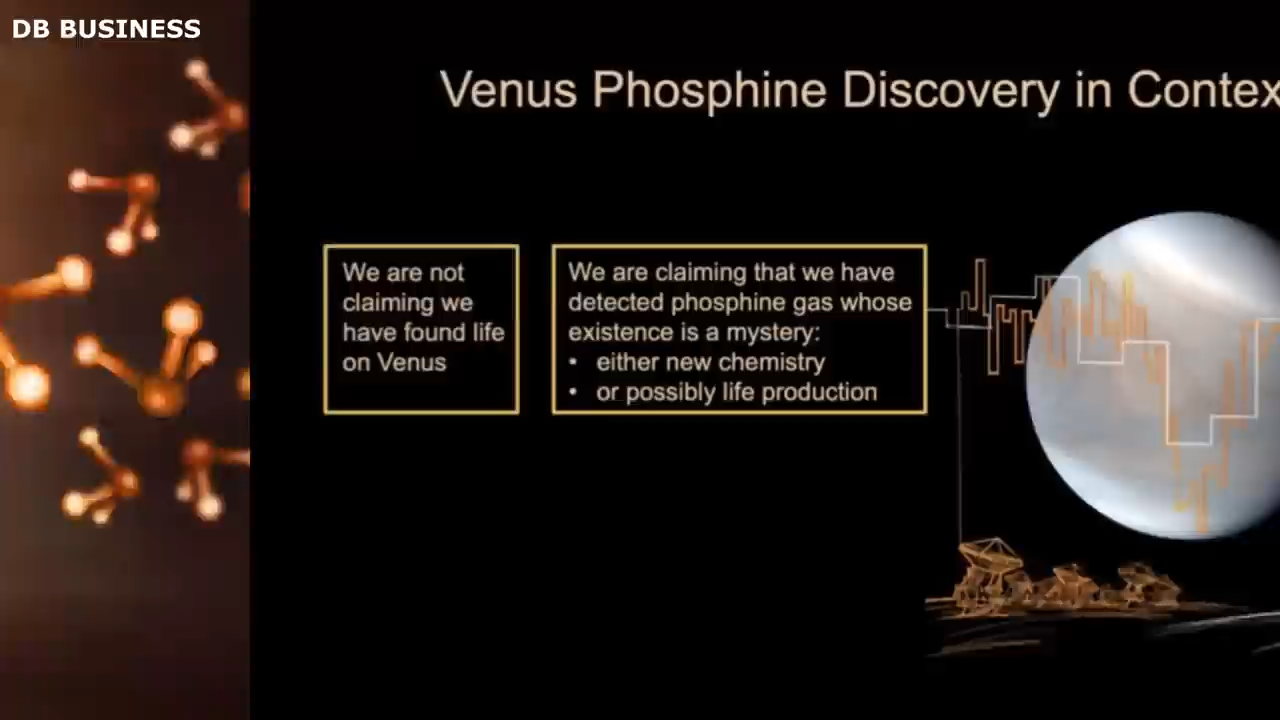 DB BUSINESS
Venus Phosphine Discovery in Contex
We are not
claiming we
have found life
on Venus
We are claiming that we have
detected phosphine gas whose
existence is a mystery:
• either new chemistry
• or possibly life production